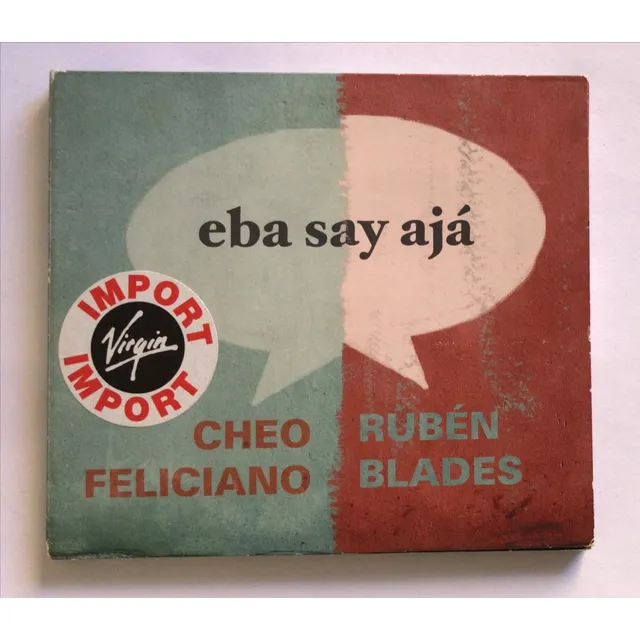 eba say ajá
IMPORT
Virgin
IMPORT
CHEO
FELICIANO
RUBÉN
BLADES